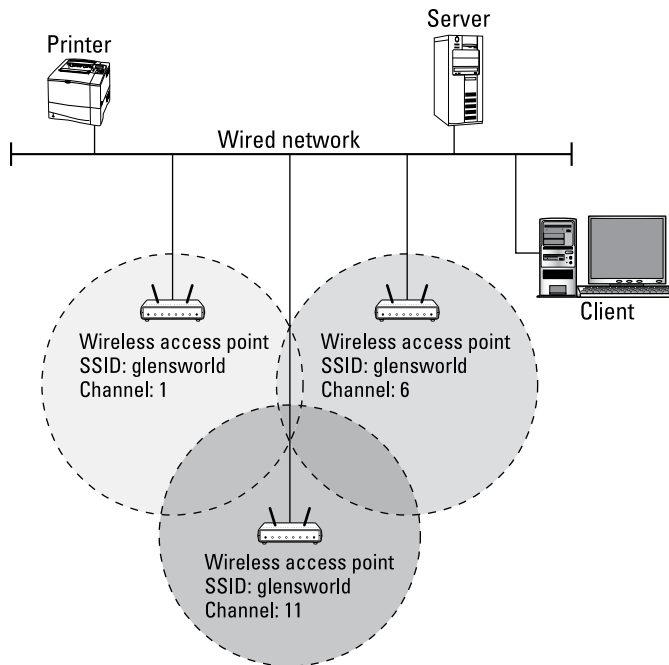 Printer
Server
Wired network
Client
Wireless access point
SSID: glensworld
Channel: 1
Wireless access point
SSID: glensworld
Channel: 6
Wireless access point
SSID: glensworld
Channel: 11